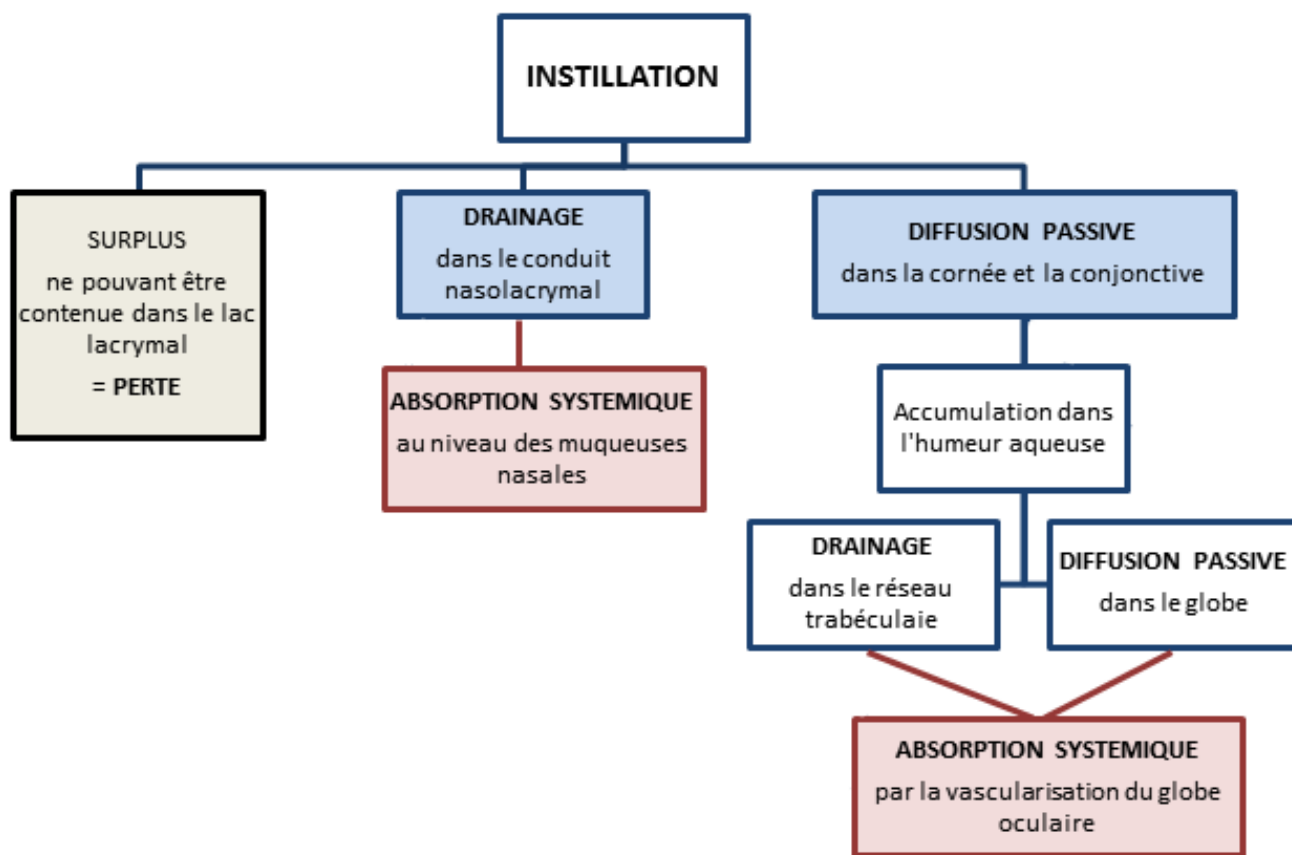 INSTILLATION
SURPLUS
ne pouvant être
contenue dans le lac
lacrymal
= PERTE
DRAINAGE
dans le conduit
nasolacrymal
ABSORPTION SYSTEMIQUE
au niveau des muqueuses
nasales
DIFFUSION PASSIVE
dans la cornée et la conjonctive
Accumulation dans
l'humeur aqueuse
DRAINAGE
dans le réseau
trabéculaie
DIFFUSION PASSIVE
dans le globe
ABSORPTION SYSTEMIQUE
par la vascularisation du globe
oculaire